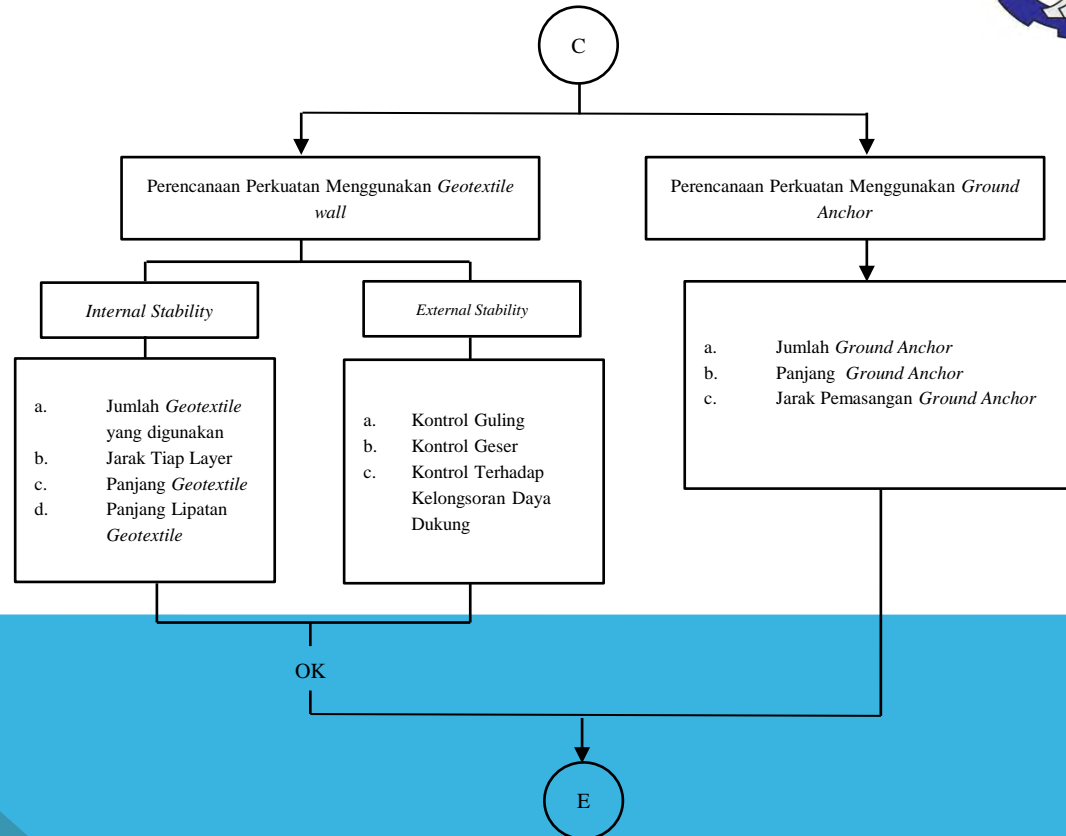 C
Perencanaan Perkuatan Menggunakan Geotextile
wall
Perencanaan Perkuatan Menggunakan Ground
Anchor
Internal Stability
External Stability
a. Jumlah Geotextile
yang digunakan
b. Jarak Tiap Layer
c. Panjang Geotextile
d. Panjang Lipatan
Geotextile
a. Kontrol Guling
b. Kontrol Geser
c. Kontrol Terhadap
Kelongsoran Daya
Dukung
a. Jumlah Ground Anchor
b. Panjang Ground Anchor
c. Jarak Pemasangan Ground Anchor
OK
E